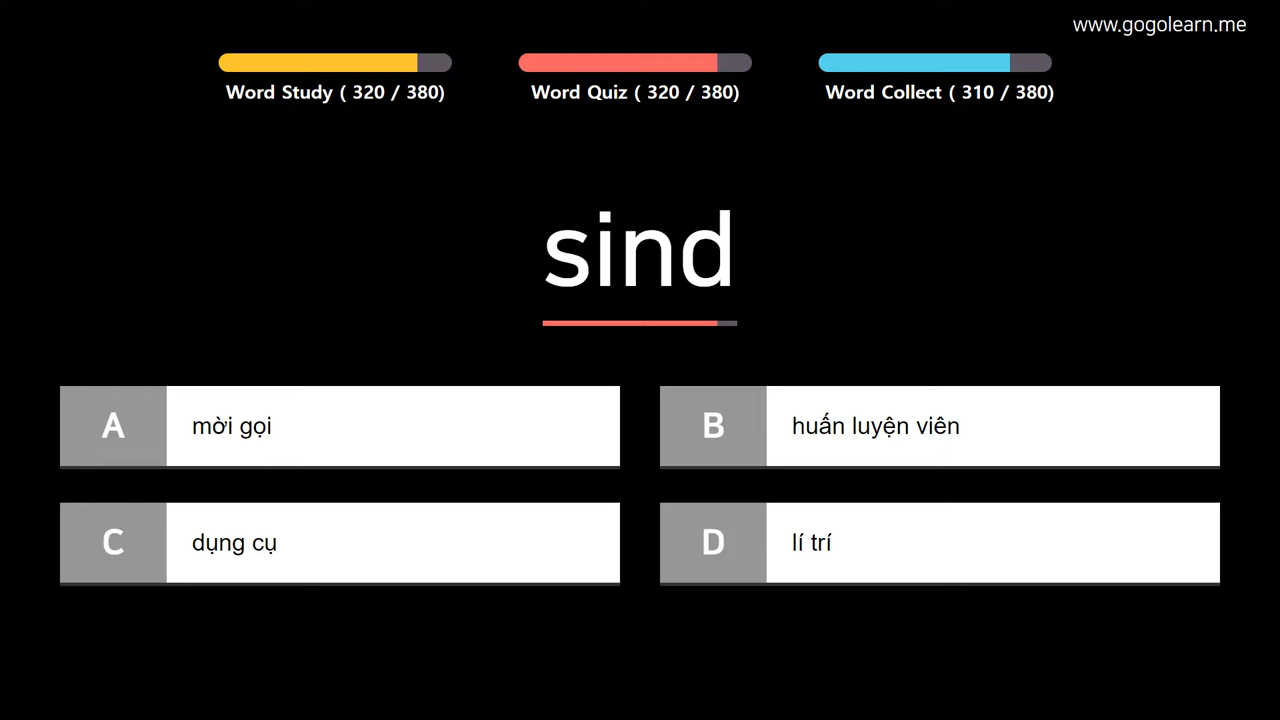 www.gogolearn.me
Word Study ( 320 / 380)
Word Quiz ( 320 / 380)
Word Collect ( 310 / 380)
sind
A mời gọi
B huấn luyện viên
C dụng cụ
D lí trí